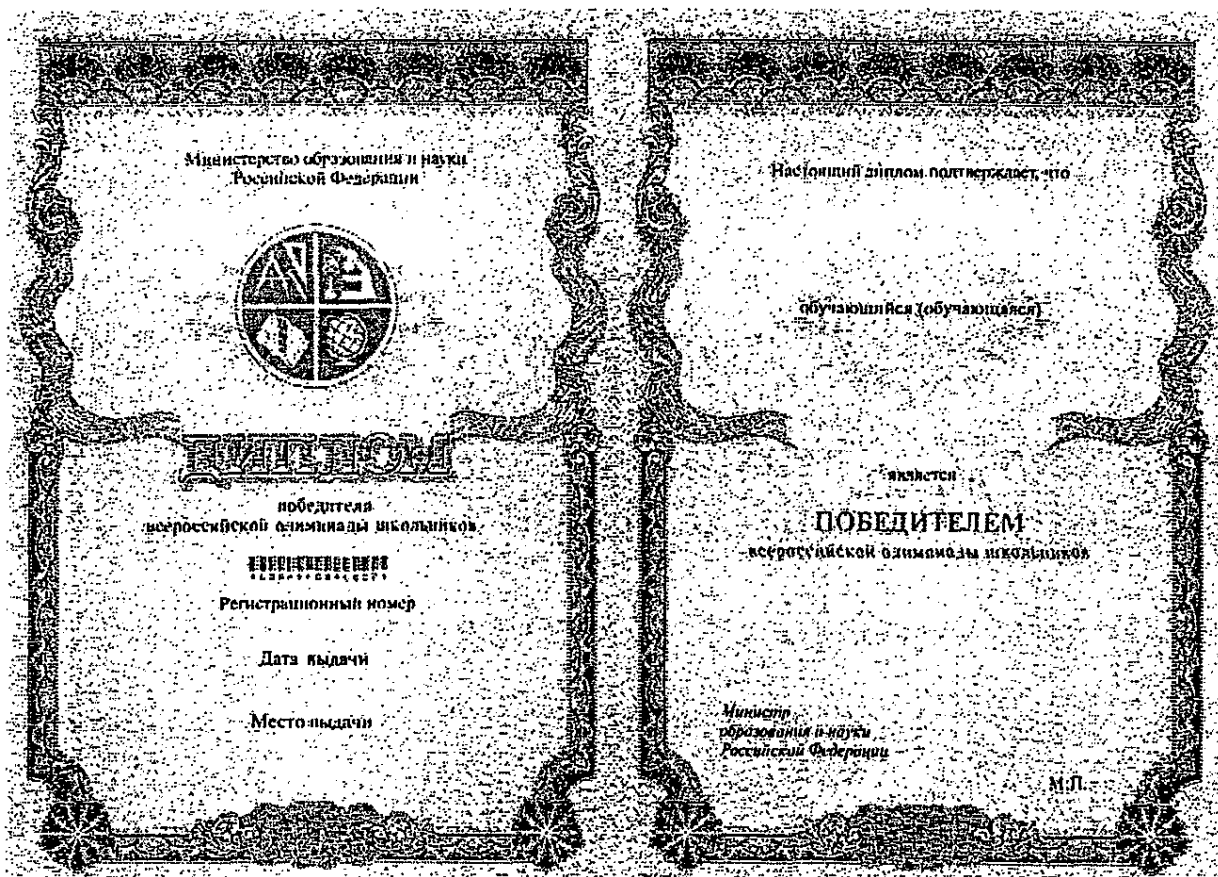 Министерство образования и науки
Российской Федерации
ДИПЛОМ
победителя
всероссийской олимпиады школьников
Регистрационный номер
Дата выдачи
Место выдачи
Настоящий диплом подтверждает, что
обучающийся (обучающаяся)
является
ПОБЕДИТЕЛЕМ
всероссийской олимпиады школьников
Министр
образования и науки
Российской Федерации
М.П.